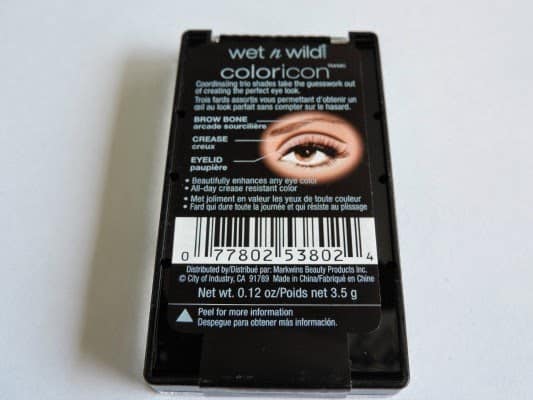 wet n wild!
coloricon
Coordinating trio shades take the guesswork out
of creating the perfect eye look.
Trois fards assortis vous permettant d'obtenir un
œil au look parfait sans compter sur le hasard.
BROW BONE
arcade sourcilière
CREASE
creux
EYELID
paupière
• Beautifully enhances any eye color
• All-day crease resistant color
• Met joliment en valeur les yeux de toute couleur
• Fard qui dure toute la journée et qui résiste au plissage
0 77802 53802 4
Distributed by/Distribué par: Markwins Beauty Products Inc.
© City of Industry, CA 91789 Made in China/Fabriqué en Chine
Net wt. 0.12 oz/Poids net 3.5 g
Peel for more information
Despegue para obtener más información.